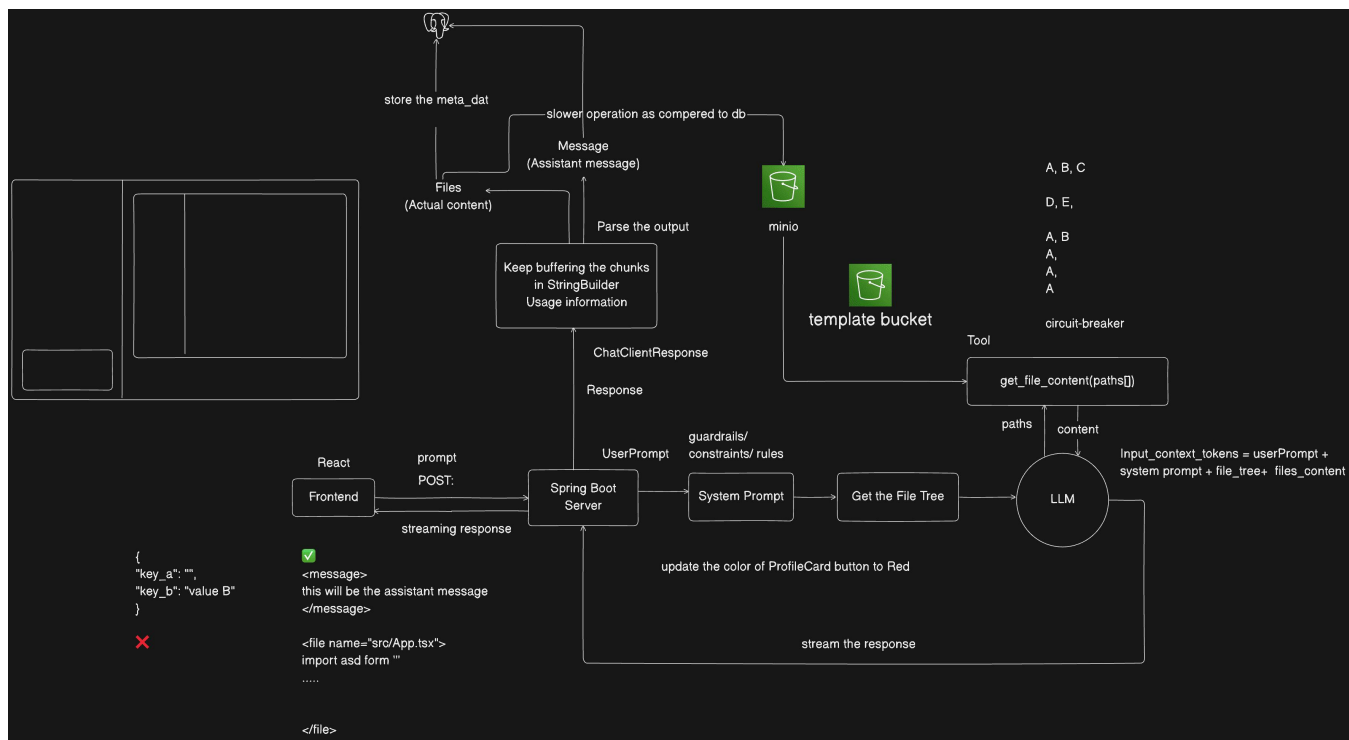 store the meta_dat
slower operation as compered to db
Message
(Assistant message)
Files
(Actual content)
Parse the output
minio
A, B, C
D, E,
A, B
A,
A,
A
circuit-breaker
Keep buffering the chunks
in StringBuilder
Usage information
template bucket
Tool
get_file_content(paths[])
ChatClientResponse
Response
paths
content
guardrails/
constraints/ rules
UserPrompt
Input_context_tokens = userPrompt +
system prompt + file_tree+ files_content
React
prompt
POST:
Frontend
Spring Boot
Server
System Prompt
Get the File Tree
LLM
streaming response
update the color of ProfileCard button to Red
{
"key_a": "",
"key_b": "value B"
}
<message>
this will be the assistant message
</message>
stream the response
<file name="src/App.tsx">
import asd form '"
.....
</file>